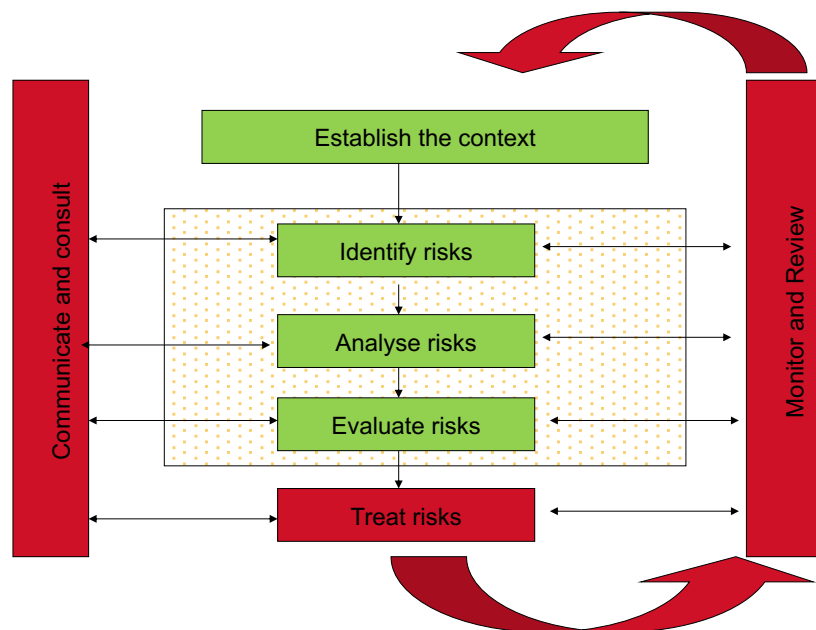 Establish the context
Communicate and consult
Identify risks
Analyse risks
Evaluate risks
Treat risks
Monitor and Review